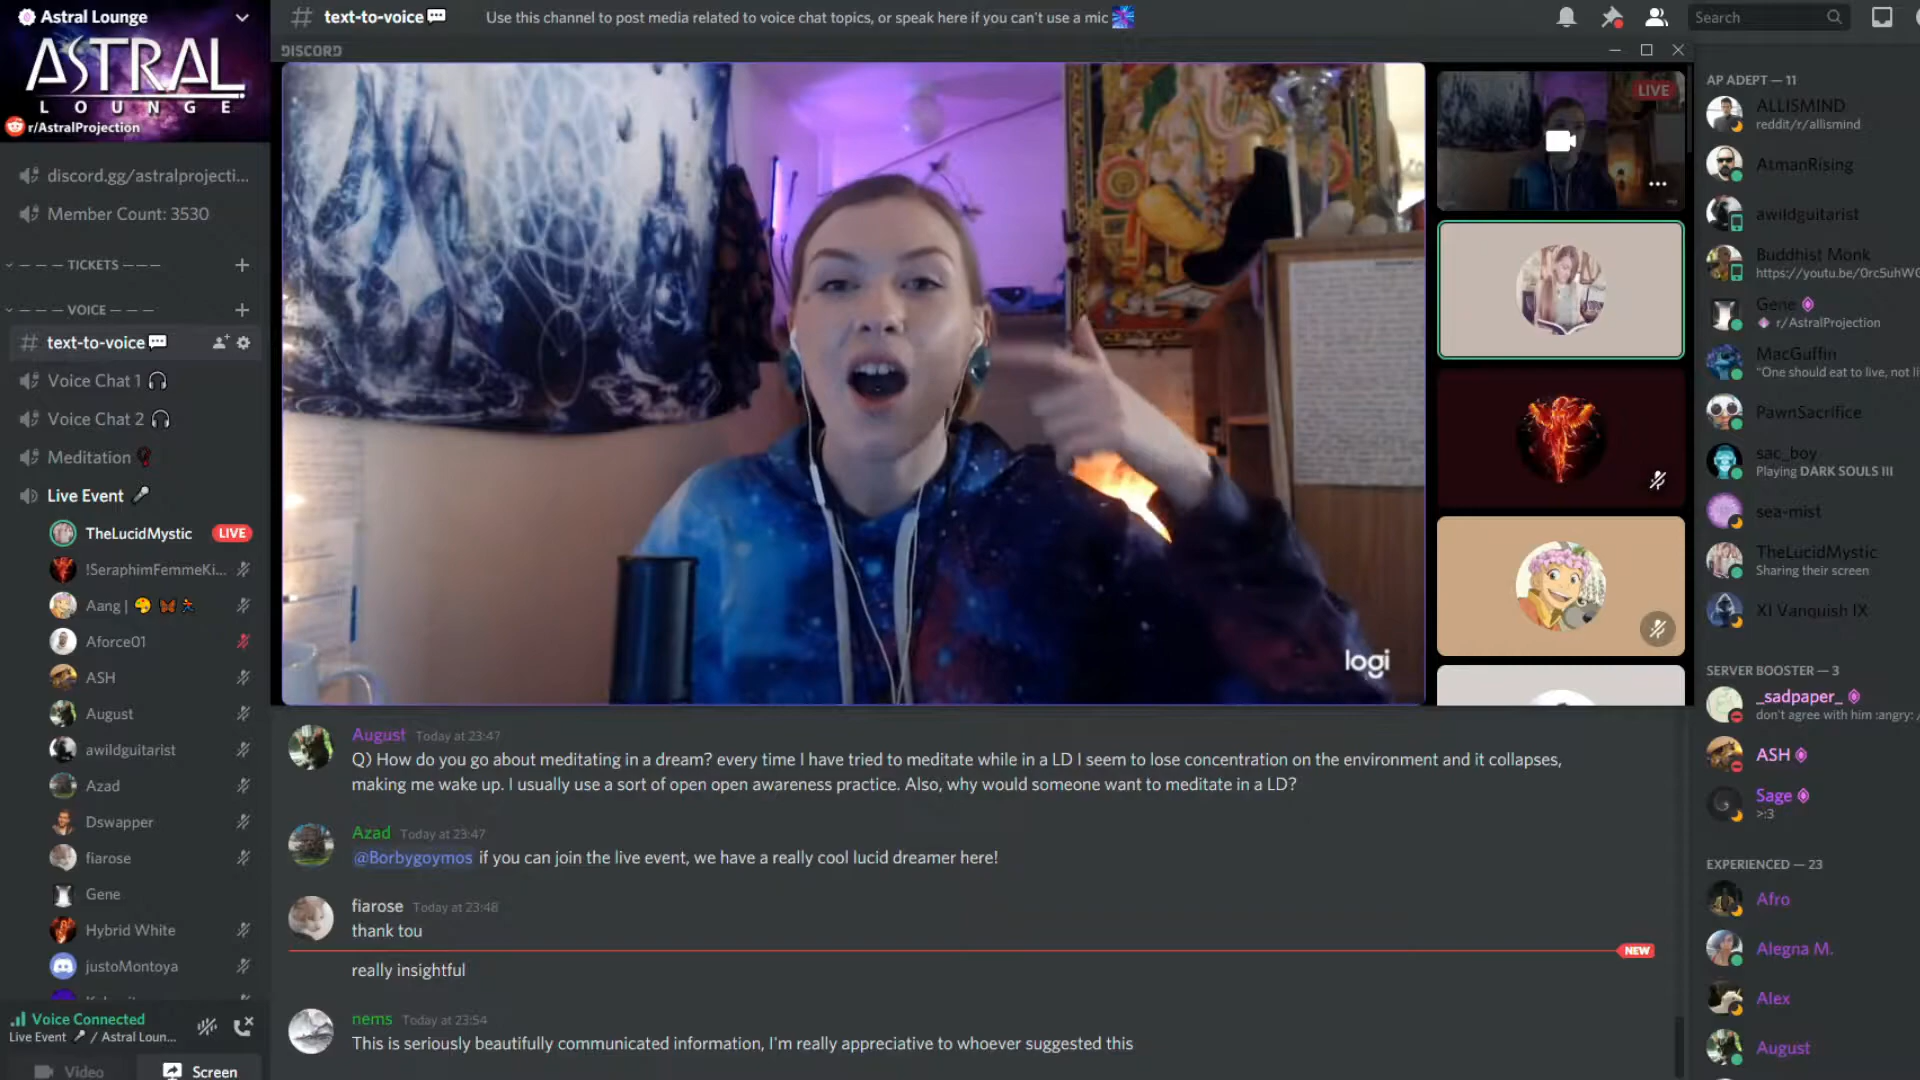 Astral Lounge
ASTRAL
LOUNGE
r/AstralProjection
discord.gg/astralprojecti...
Member Count: 3530
TICKETS
VOICE
text-to-voice
Voice Chat 1
Voice Chat 2
Meditation
Live Event
TheLucidMystic LIVE
!SeraphimFemmeKi...
Aang |
Aforce01
ASH
August
awildguitarist
Azad
Dswapper
fiarose
Gene
Hybrid White
justoMontoya
Voice Connected
Live Event / Astral Loun...
Video
Screen
# text-to-voice
Use this channel to post media related to voice chat topics, or speak here if you can't use a mic
Search
DISCORD
LIVE
logi
August Today at 23:47
Q) How do you go about meditating in a dream? every time I have tried to meditate while in a LD I seem to lose concentration on the environment and it collapses,
making me wake up. I usually use a sort of open open awareness practice. Also, why would someone want to meditate in a LD?
Azad Today at 23:47
@Borbygoymos if you can join the live event, we have a really cool lucid dreamer here!
fiarose Today at 23:48
thank tou
NEW
really insightful
nems Today at 23:54
This is seriously beautifully communicated information, I'm really appreciative to whoever suggested this
AP ADEPT — 11
ALLISMIND
reddit/r/allismind
AtmanRising
awildguitarist
Buddhist Monk
https://youtu.be/0rc5uhW
Gene
r/AstralProjection
MacGuffin
"One should eat to live, not li
PawnSacrifice
sac_boy
Playing DARK SOULS III
sea-mist
TheLucidMystic
Sharing their screen
XI Vanquish IX
SERVER BOOSTER — 3
_sadpaper_
don't agree with him :angry: /
ASH
Sage
>:3
EXPERIENCED — 23
Afro
Alegna M.
Alex
August